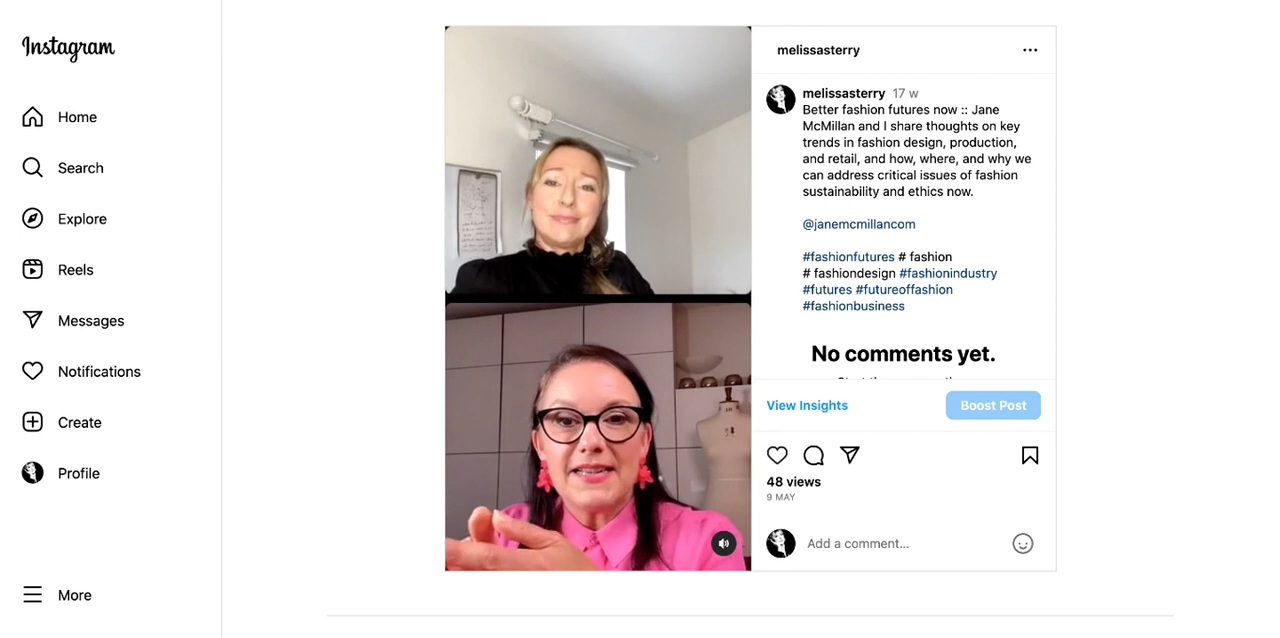 Instagram
Home
Search
Explore
Reels
Messages
Notifications
Create
Profile
More
melissasterry
melissasterry 17 w
Better fashion futures now :: Jane
McMillan and I share thoughts on key
trends in fashion design, production,
and retail, and how, where, and why we
can address critical issues of fashion
sustainability and ethics now.
@janemcmillancom
#fashionfutures # fashion
# fashiondesign #fashionindustry
#futures #futureoffashion
#fashionbusiness
No comments yet.
View Insights
Boost Post
48 views
9 MAY
Add a comment...